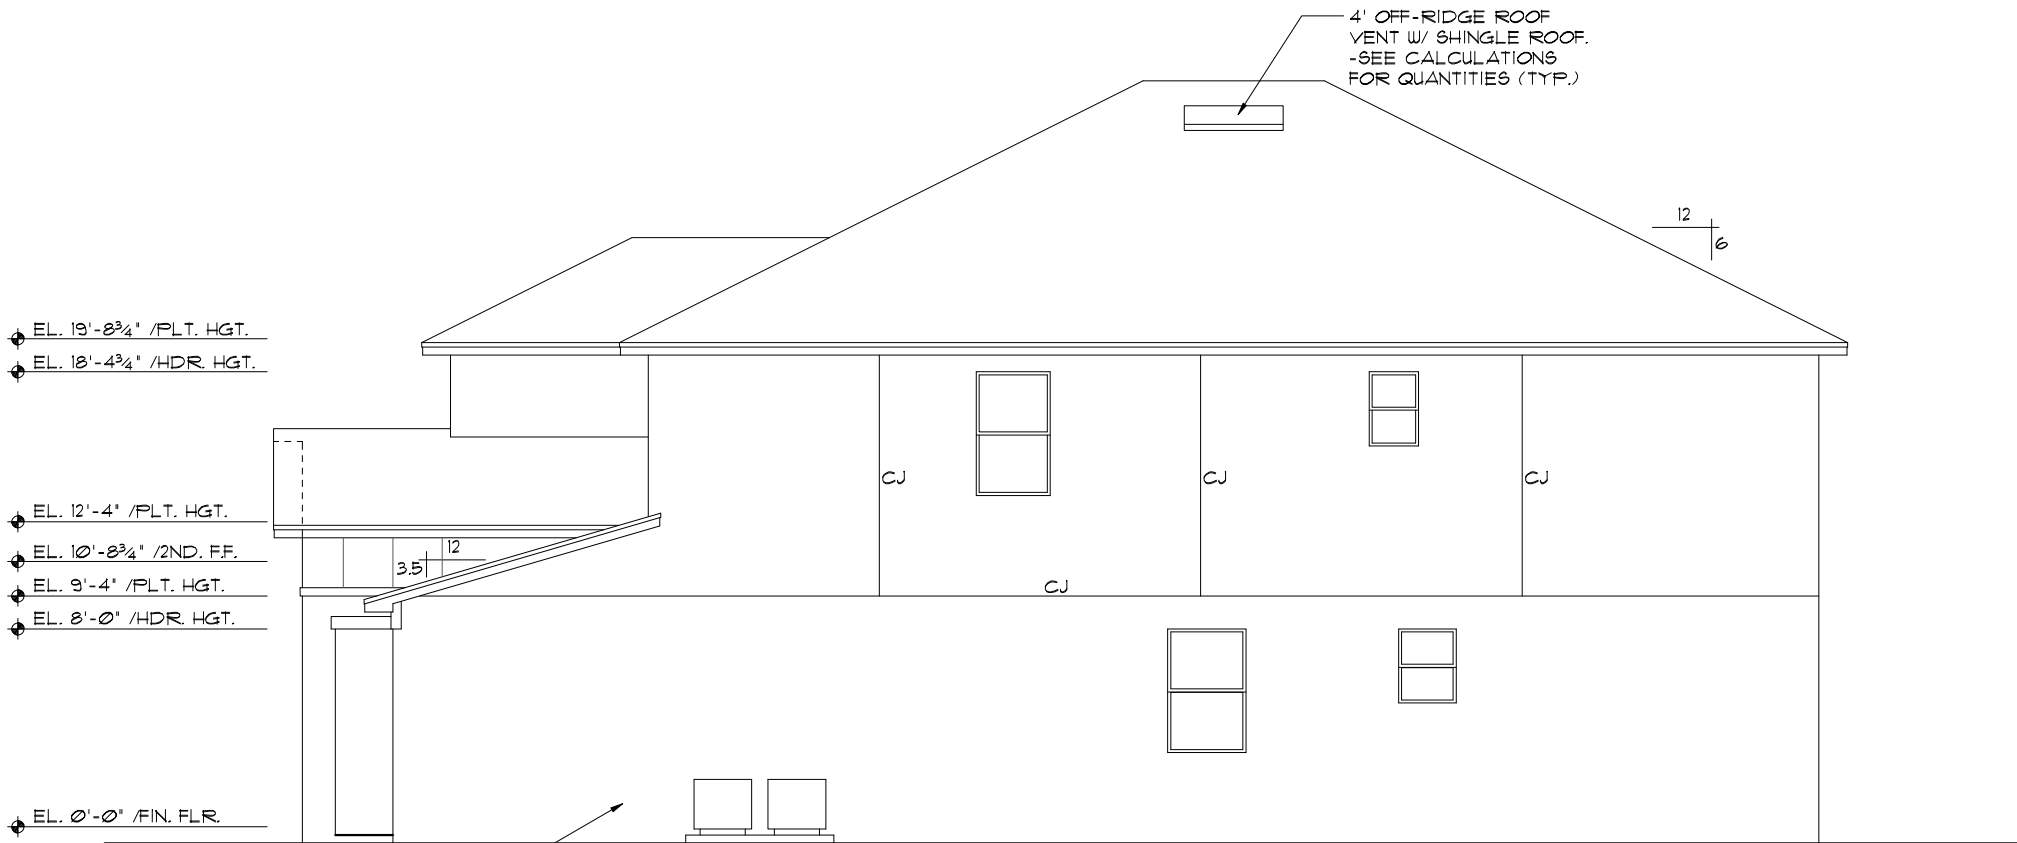 4' OFF-RIDGE ROOF
VENT W/ SHINGLE ROOF.
-SEE CALCULATIONS
FOR QUANTITIES (TYP.)
12
6
EL. 19'-8¾" /PLT. HGT.
EL. 18'-4¾" /HDR. HGT.
CJ
CJ
CJ
EL. 12'-4" /PLT. HGT.
EL. 10'-8¾" /2ND. F.F.
12
3.5
EL. 9'-4" /PLT. HGT.
CJ
EL. 8'-0" /HDR. HGT.
EL. 0'-0" /FIN. FLR.